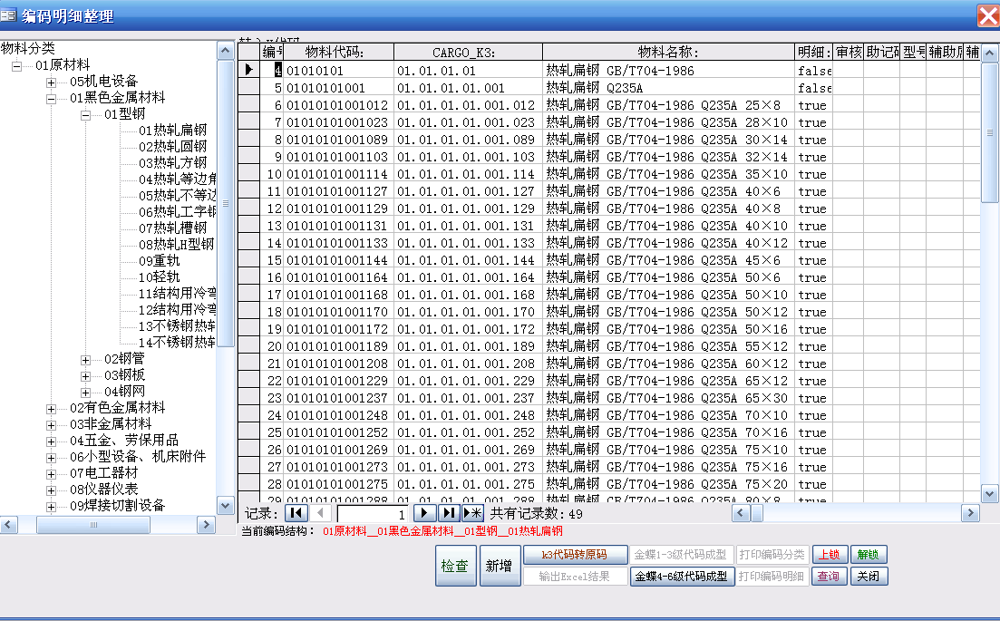 编码明细整理
物料分类
01原材料
05机电设备
01黑色金属材料
01型钢
01热轧扁钢
02热轧圆钢
03热轧方钢
04热轧等边角
05热轧不等边
06热轧工字钢
07热轧槽钢
08热轧H型钢
09重轨
10轻轨
11结构用冷弯
12结构用冷弯
13不锈钢热轧
14不锈钢热轧
02钢管
03钢板
04钢网
02有色金属材料
03非金属材料
04五金、劳保用品
06小型设备、机床附件
07电工器材
08仪器仪表
09焊接切割设备
编号 物料代码: CARGO_K3: 物料名称: 明细: 审核 助记码 型号 辅助属 辅
4 01010101 01.01.01.01 热轧扁钢 GB/T704-1986 false
5 01010101001 01.01.01.01.001 热轧扁钢 Q235A false
6 01010101001012 01.01.01.01.001.012 热轧扁钢 GB/T704-1986 Q235A 25×8 true
7 01010101001023 01.01.01.01.001.023 热轧扁钢 GB/T704-1986 Q235A 28×10 true
8 01010101001089 01.01.01.01.001.089 热轧扁钢 GB/T704-1986 Q235A 30×14 true
9 01010101001103 01.01.01.01.001.103 热轧扁钢 GB/T704-1986 Q235A 32×14 true
10 01010101001114 01.01.01.01.001.114 热轧扁钢 GB/T704-1986 Q235A 35×10 true
11 01010101001127 01.01.01.01.001.127 热轧扁钢 GB/T704-1986 Q235A 40×6 true
12 01010101001129 01.01.01.01.001.129 热轧扁钢 GB/T704-1986 Q235A 40×8 true
13 01010101001131 01.01.01.01.001.131 热轧扁钢 GB/T704-1986 Q235A 40×10 true
14 01010101001133 01.01.01.01.001.133 热轧扁钢 GB/T704-1986 Q235A 40×12 true
15 01010101001144 01.01.01.01.001.144 热轧扁钢 GB/T704-1986 Q235A 45×6 true
16 01010101001164 01.01.01.01.001.164 热轧扁钢 GB/T704-1986 Q235A 50×6 true
17 01010101001168 01.01.01.01.001.168 热轧扁钢 GB/T704-1986 Q235A 50×10 true
18 01010101001170 01.01.01.01.001.170 热轧扁钢 GB/T704-1986 Q235A 50×12 true
19 01010101001172 01.01.01.01.001.172 热轧扁钢 GB/T704-1986 Q235A 50×16 true
20 01010101001189 01.01.01.01.001.189 热轧扁钢 GB/T704-1986 Q235A 55×12 true
21 01010101001208 01.01.01.01.001.208 热轧扁钢 GB/T704-1986 Q235A 60×12 true
22 01010101001229 01.01.01.01.001.229 热轧扁钢 GB/T704-1986 Q235A 65×12 true
23 01010101001237 01.01.01.01.001.237 热轧扁钢 GB/T704-1986 Q235A 65×30 true
24 01010101001248 01.01.01.01.001.248 热轧扁钢 GB/T704-1986 Q235A 70×10 true
25 01010101001252 01.01.01.01.001.252 热轧扁钢 GB/T704-1986 Q235A 70×16 true
26 01010101001269 01.01.01.01.001.269 热轧扁钢 GB/T704-1986 Q235A 75×10 true
27 01010101001273 01.01.01.01.001.273 热轧扁钢 GB/T704-1986 Q235A 75×16 true
28 01010101001275 01.01.01.01.001.275 热轧扁钢 GB/T704-1986 Q235A 75×20 true
29 01010101001288 01.01.01.01.001.288 热轧扁钢 GB/T704-1986 Q235A 80×8 true
记录: 1 共有记录数: 49
当前编码结构: 01原材料__01黑色金属材料__01型钢__01热轧扁钢
检查 新增 k3代码转原码 金蝶1-3级代码成型 打印编码分类 上锁 解锁
输出Excel结果 金蝶4-6级代码成型 打印编码明细 查询 关闭